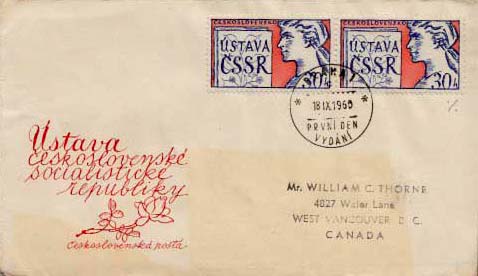 ČESKOSLOVENSKO
ÚSTAVA
ČSSR
30h
ČESKOSLOVENSKO
ÚSTAVA
ČSSR
30h
18.IX.1960
PRVNÍ DEN
VYDÁNÍ
Ústava
československé
socialistické
republiky
Československá pošta
Mr. WILLIAM C. THORNE
4827 Water Lane
WEST VANCOUVER B.C.
CANADA